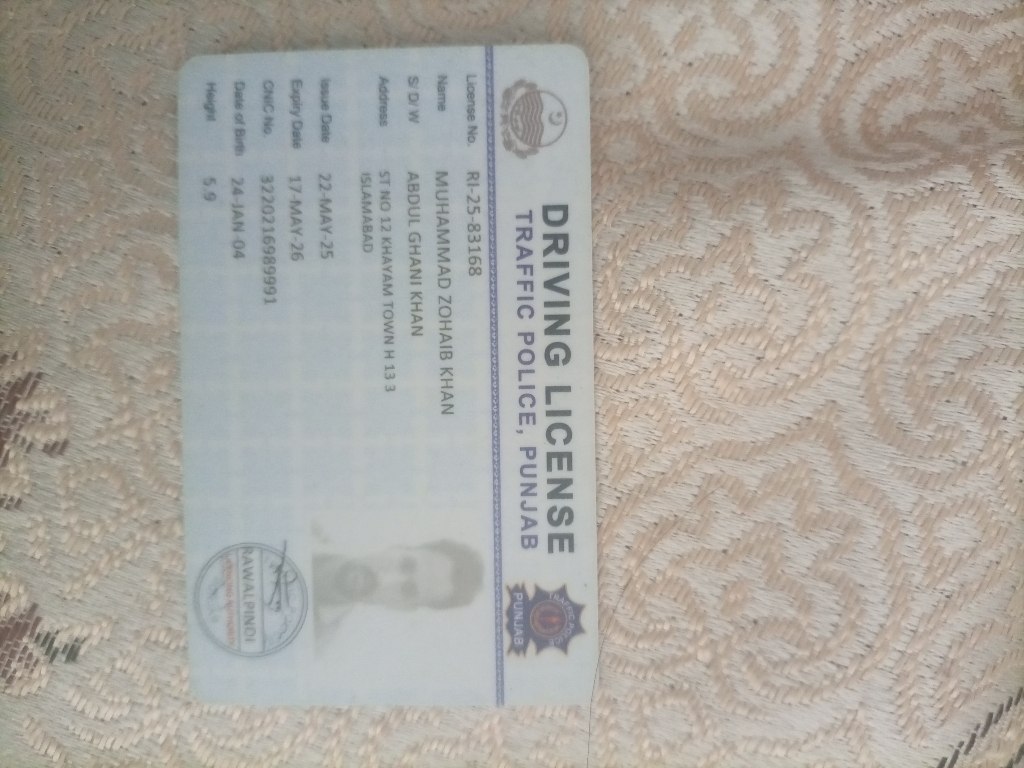 DRIVING LICENSE
TRAFFIC POLICE, PUNJAB
PUNJAB
License No. RI-25-83168
Name MUHAMMAD ZOHAIB KHAN
S/ D/ W ABDUL GHANI KHAN
Address ST NO 12 KHAYAM TOWN H 13 3
ISLAMABAD
Issue Date 22-MAY-25
Expiry Date 17-MAY-26
CNIC No. 3220216989991
Date of Birth 24-JAN-04
Height 5.9
RAWALPINDI